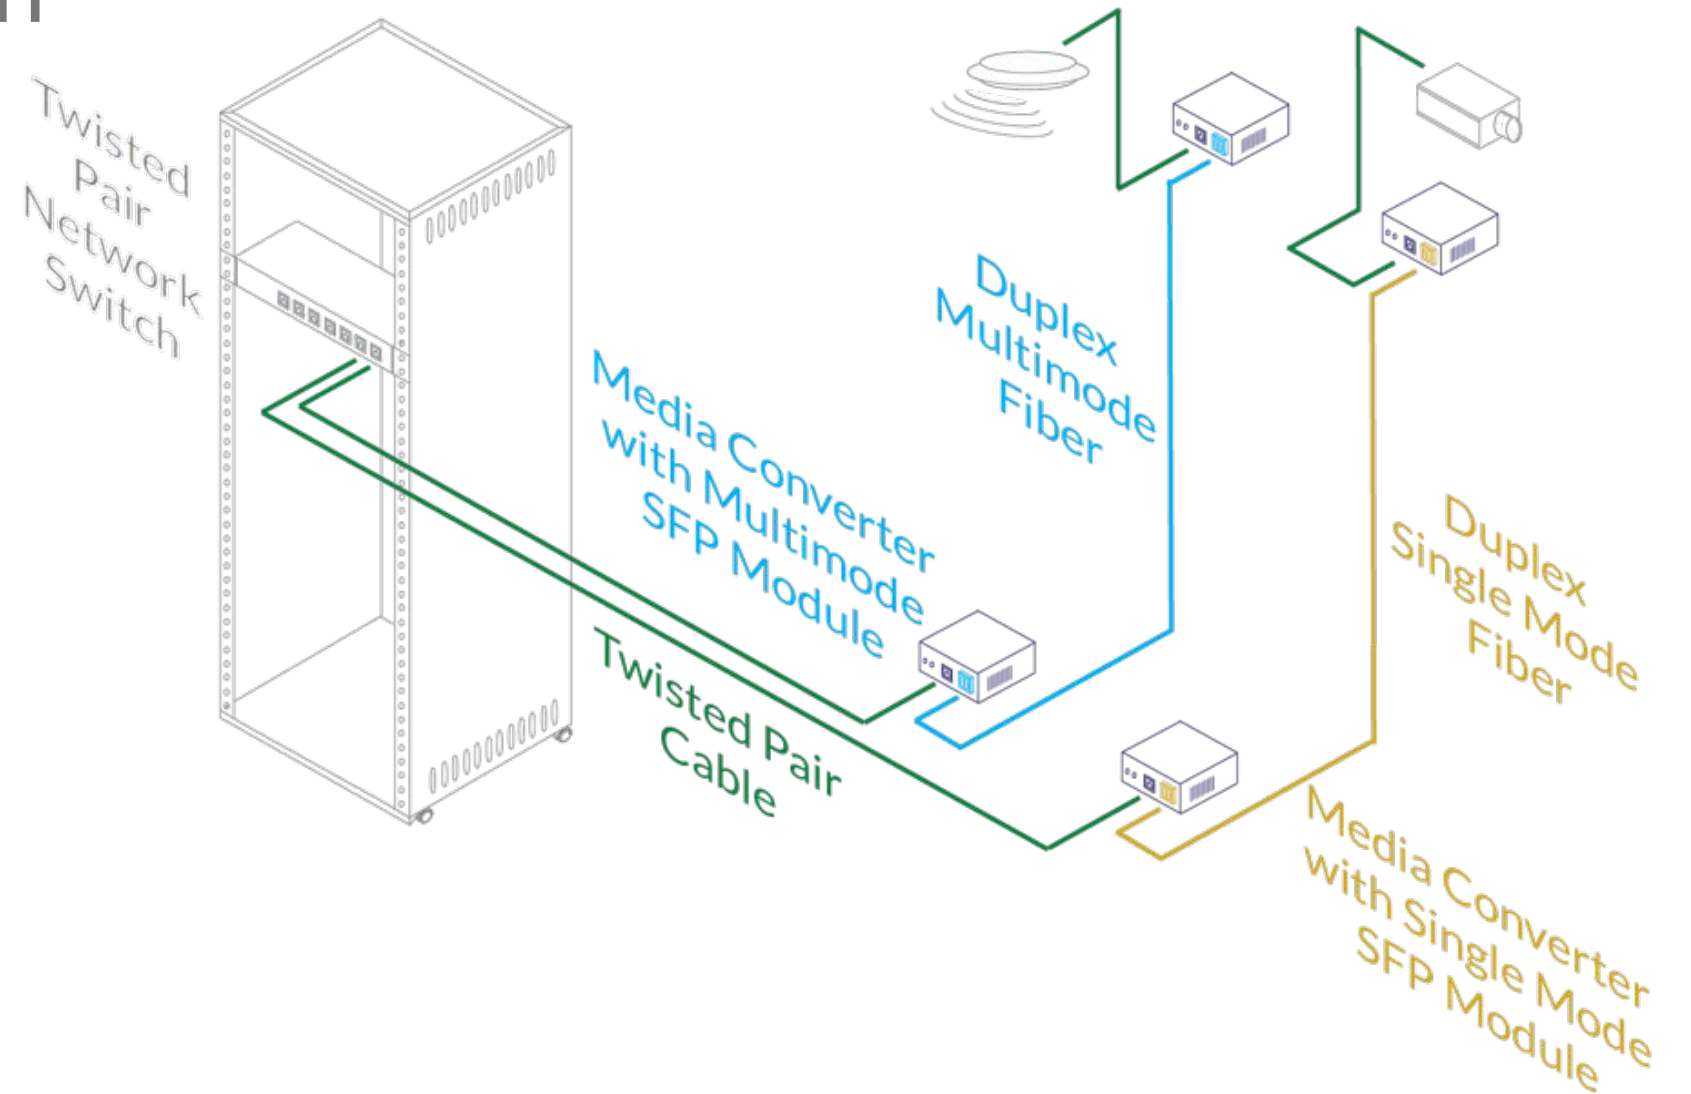 Twisted
Pair
Network
Switch
Media Converter
with Multimode
SFP Module
Twisted Pair
Cable
Duplex
Multimode
Fiber
Duplex
Single Mode
Fiber
Media Converter
with Single Mode
SFP Module